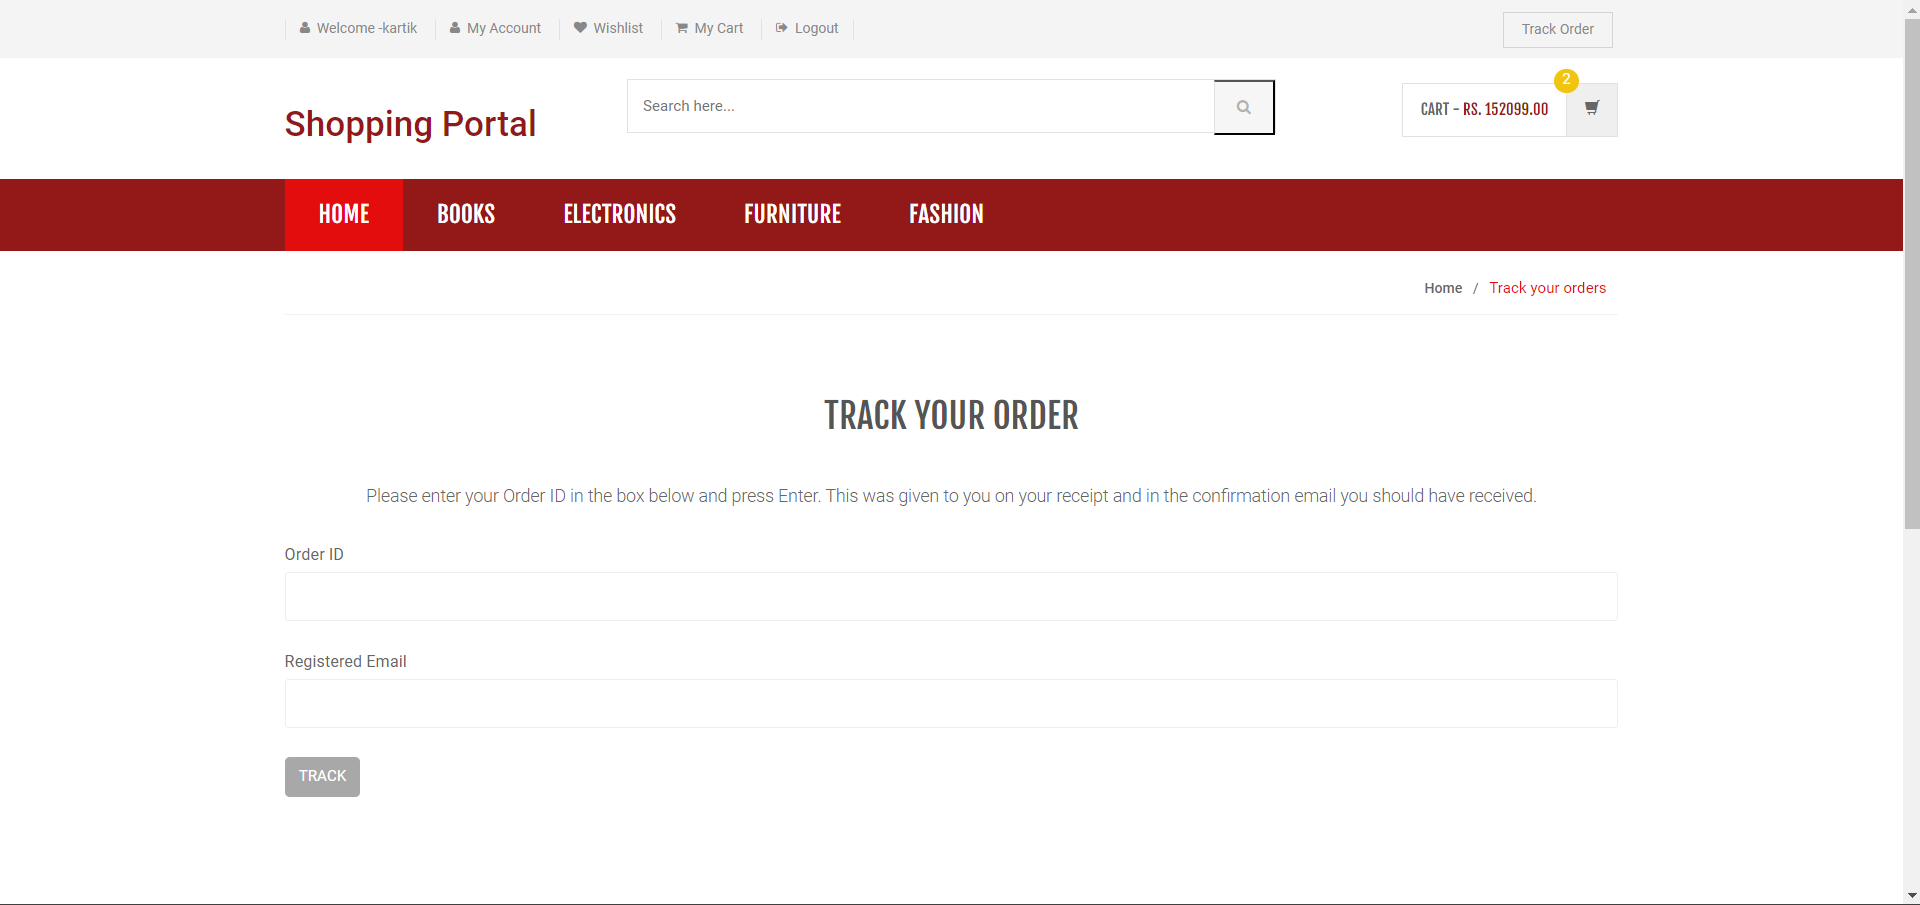 Welcome -kartik
My Account
Wishlist
My Cart
Logout
Track Order
Shopping Portal
Search here...
CART - RS. 152099.00
2
HOME
BOOKS
ELECTRONICS
FURNITURE
FASHION
Home / Track your orders
TRACK YOUR ORDER
Please enter your Order ID in the box below and press Enter. This was given to you on your receipt and in the confirmation email you should have received.
Order ID
Registered Email
TRACK